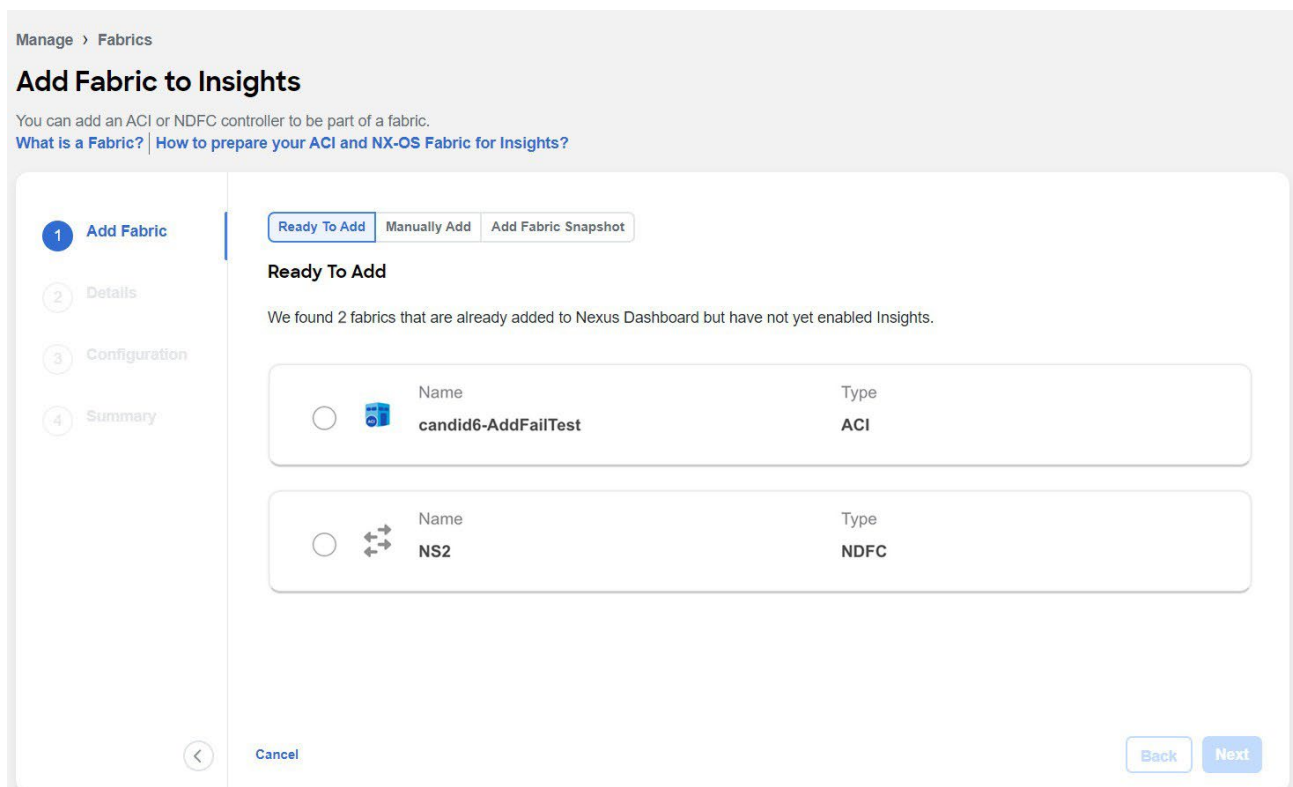 Manage > Fabrics
Add Fabric to Insights
You can add an ACI or NDFC controller to be part of a fabric.
What is a Fabric? | How to prepare your ACI and NX-OS Fabric for Insights?
1 Add Fabric
2 Details
3 Configuration
4 Summary
Ready To Add Manually Add Add Fabric Snapshot
Ready To Add
We found 2 fabrics that are already added to Nexus Dashboard but have not yet enabled Insights.
Name Type
ACI candid6-AddFailTest ACI
Name Type
NS2 NDFC
Cancel Back Next